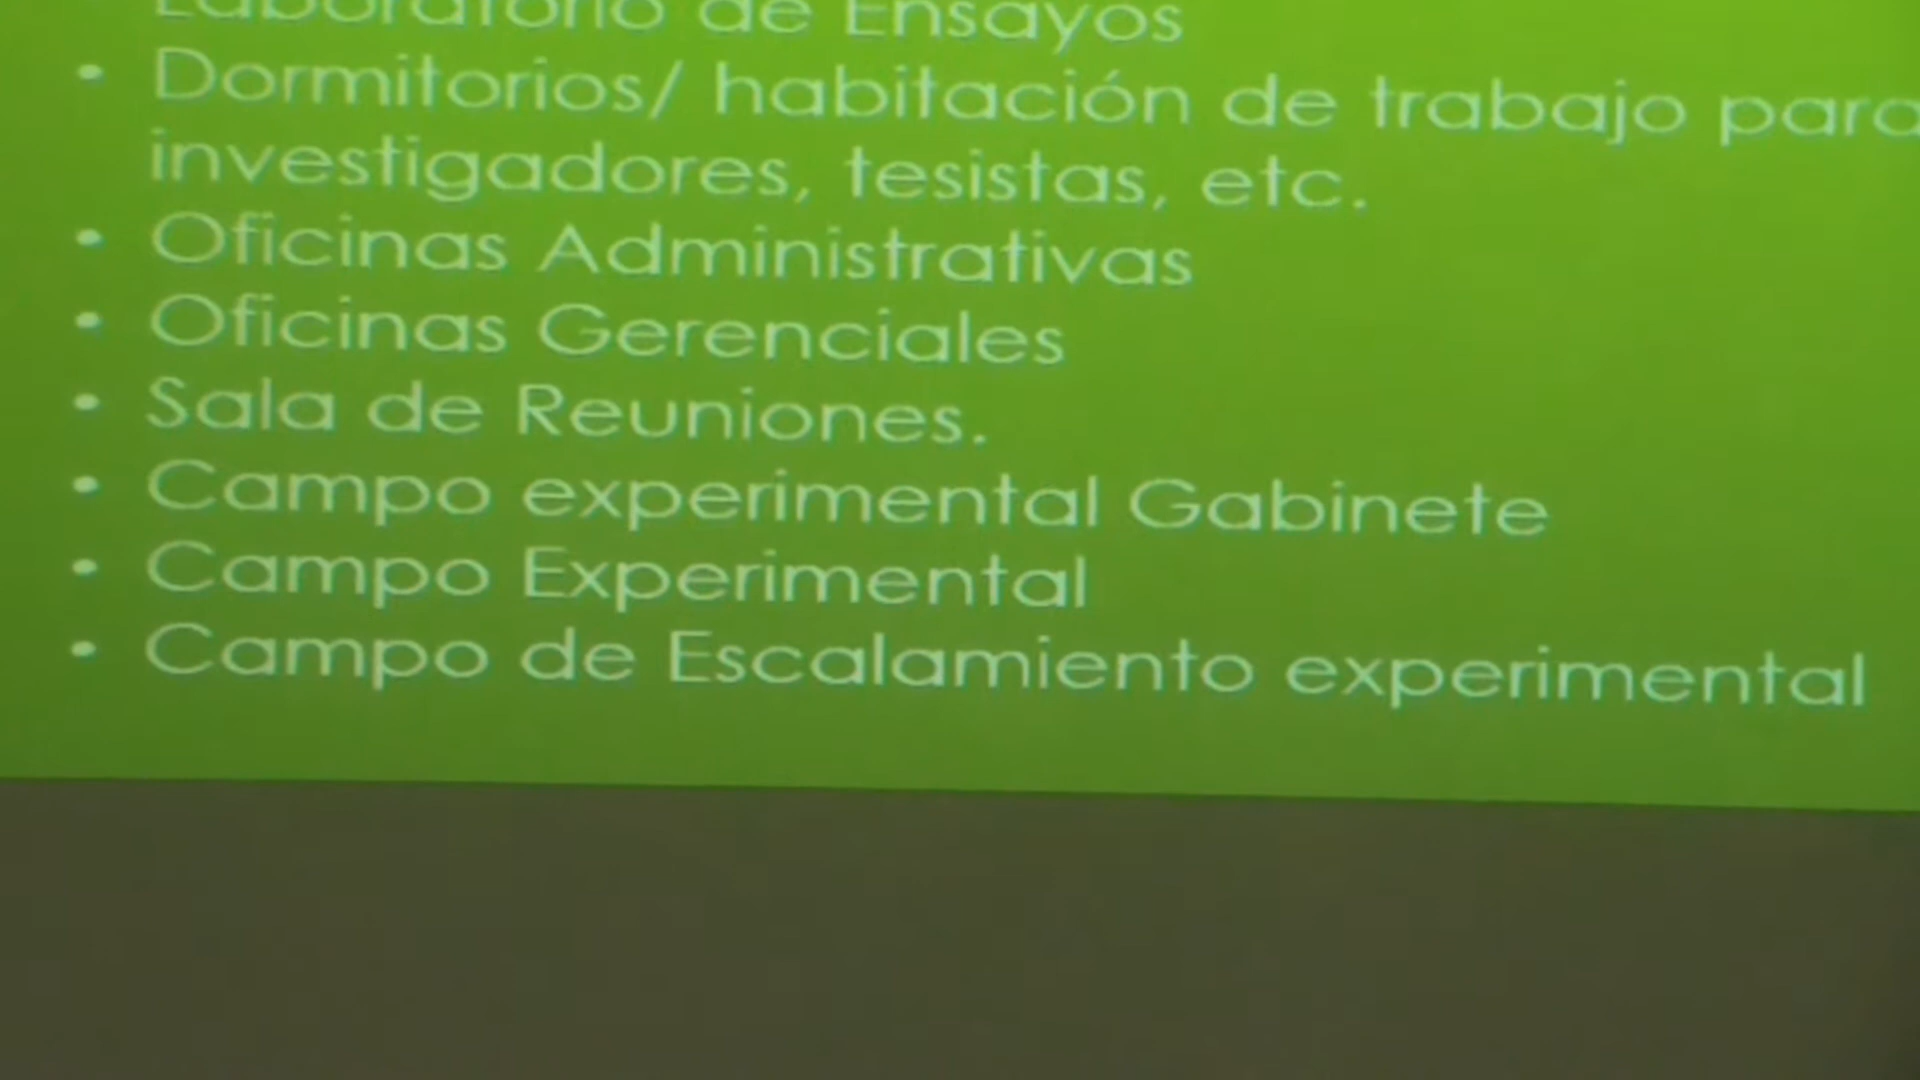 Laboratorio de Ensayos
• Dormitorios/ habitación de trabajo para
investigadores, tesistas, etc.
• Oficinas Administrativas
• Oficinas Gerenciales
• Sala de Reuniones.
• Campo experimental Gabinete
• Campo Experimental
• Campo de Escalamiento experimental